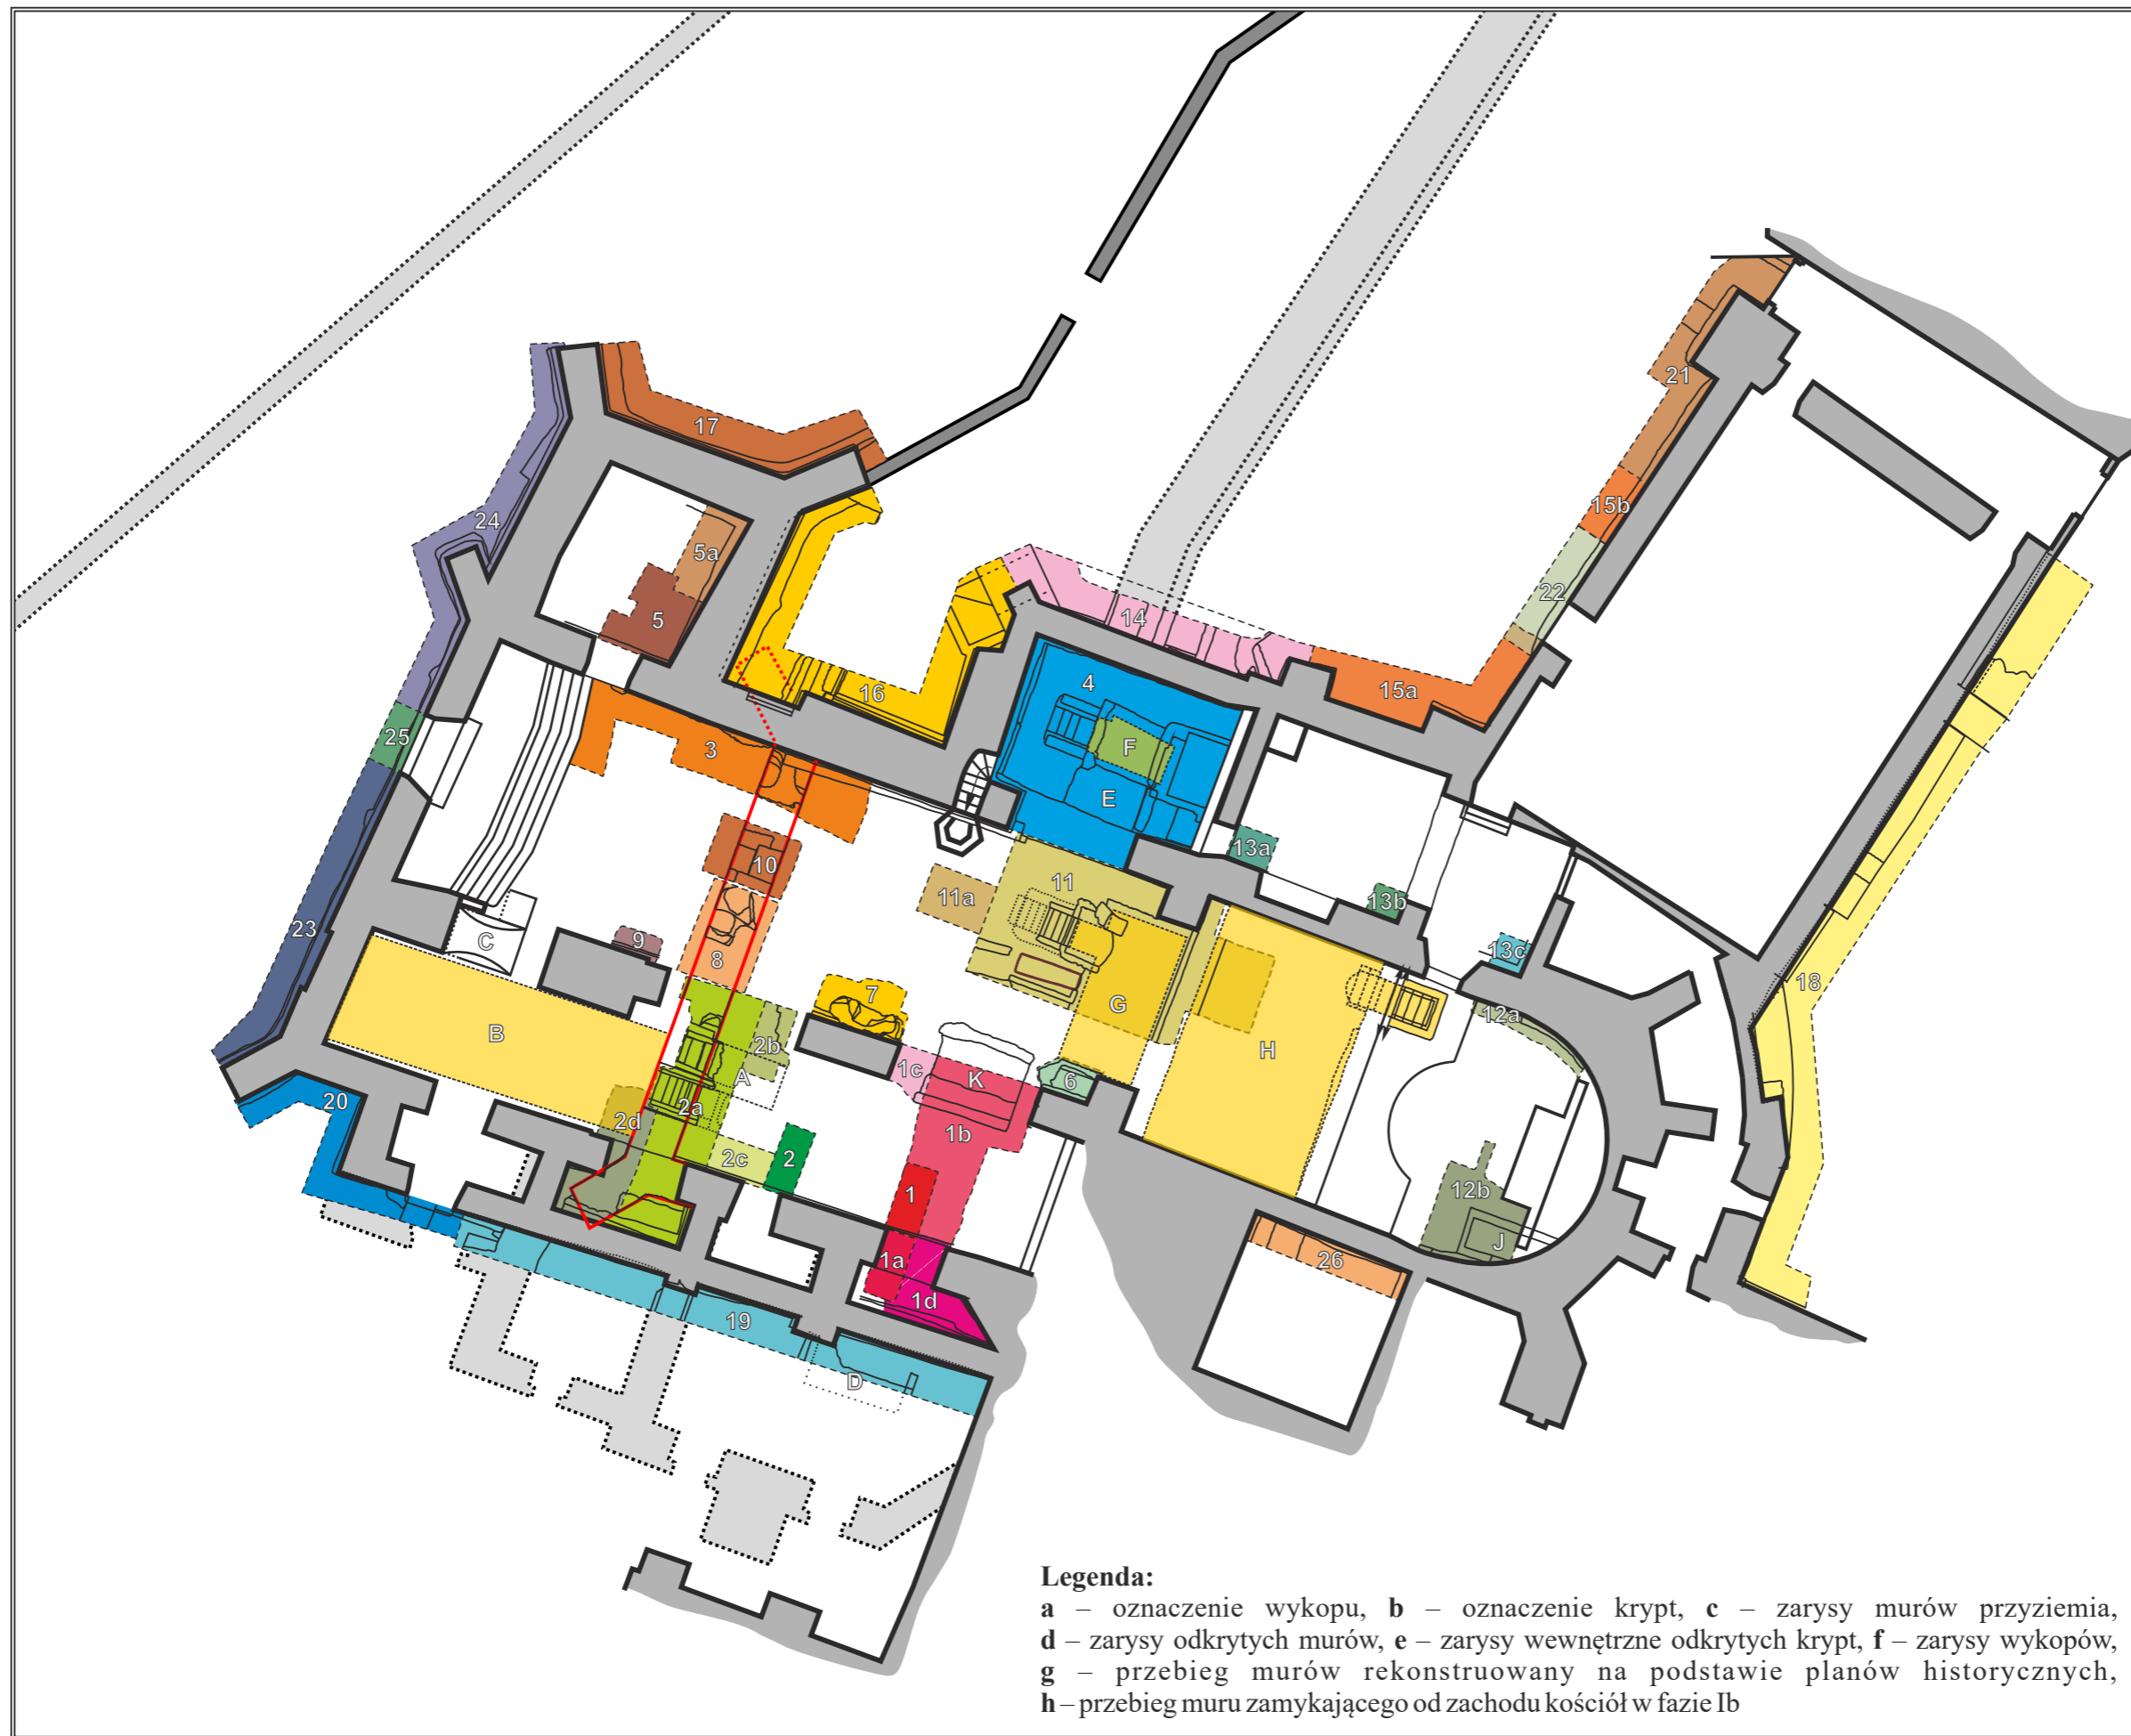 17
21
24
15b
5a
22
5
14
4
15a
16
25
3
F
E
13a
10
11
11a
13b
23
C
9
8
13c
7
G
18
12a
B
2b
H
A
1c
K
6
20
2d
2a
1b
2c
2
1
12b
J
1a
26
1d
19
D
Legenda:
a – oznaczenie wykopu, b – oznaczenie krypt, c – zarysy murów przyziemia,
d – zarysy odkrytych murów, e – zarysy wewnętrzne odkrytych krypt, f – zarysy wykopów,
g – przebieg murów rekonstruowany na podstawie planów historycznych,
h – przebieg muru zamykającego od zachodu kościół w fazie Ib